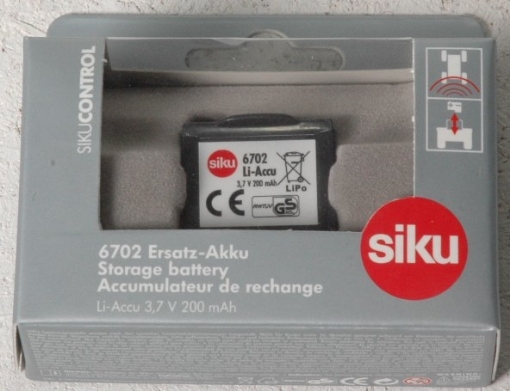 SIKUCONTROL
siku
6702
Li-Accu
3,7 V 200 mAh
LiPo
CE
GS
6702 Ersatz-Akku
Storage battery
Accumulateur de rechange
Li-Accu 3,7 V 200 mAh
siku